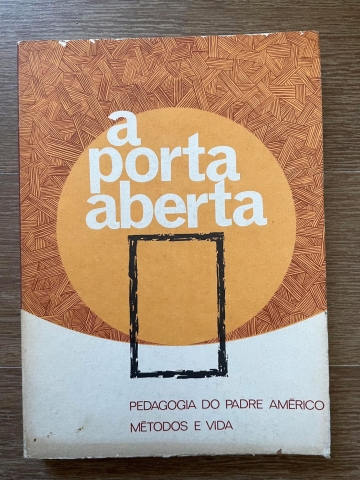 a
porta
aberta
PEDAGOGIA DO PADRE AMÉRICO
MÉTODOS E VIDA